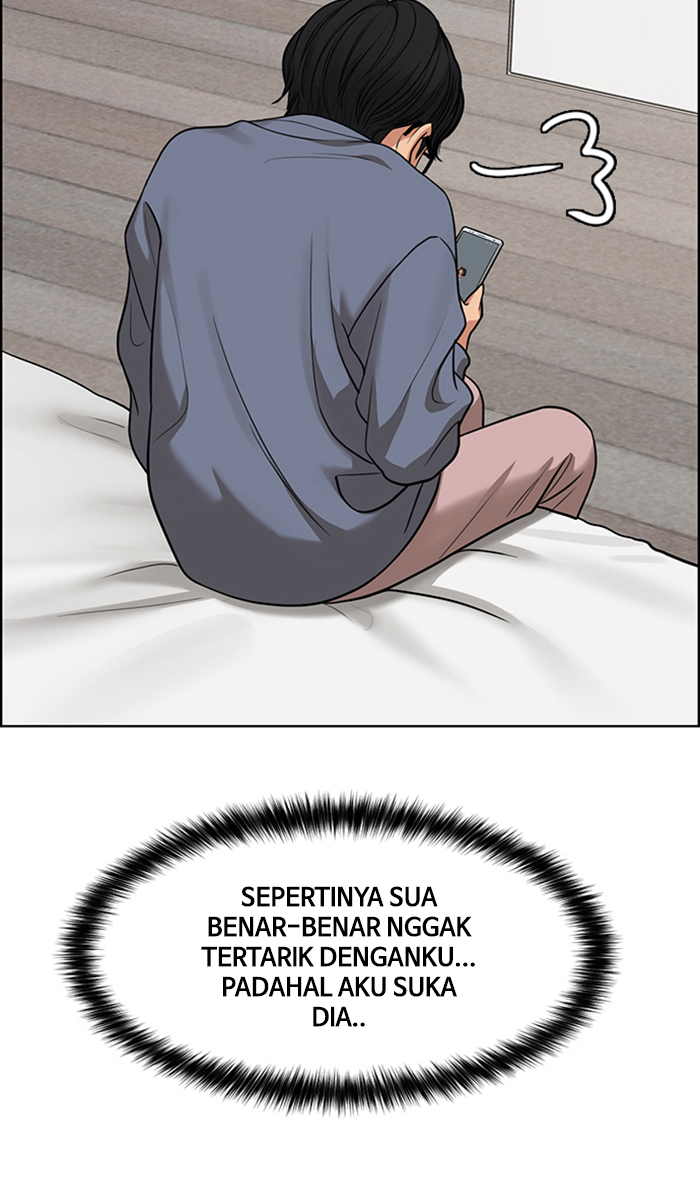 SEPERTINYA SUA
BENAR-BENAR NGGAK
TERTARIK DENGANKU...
PADAHAL AKU SUKA
DIA..